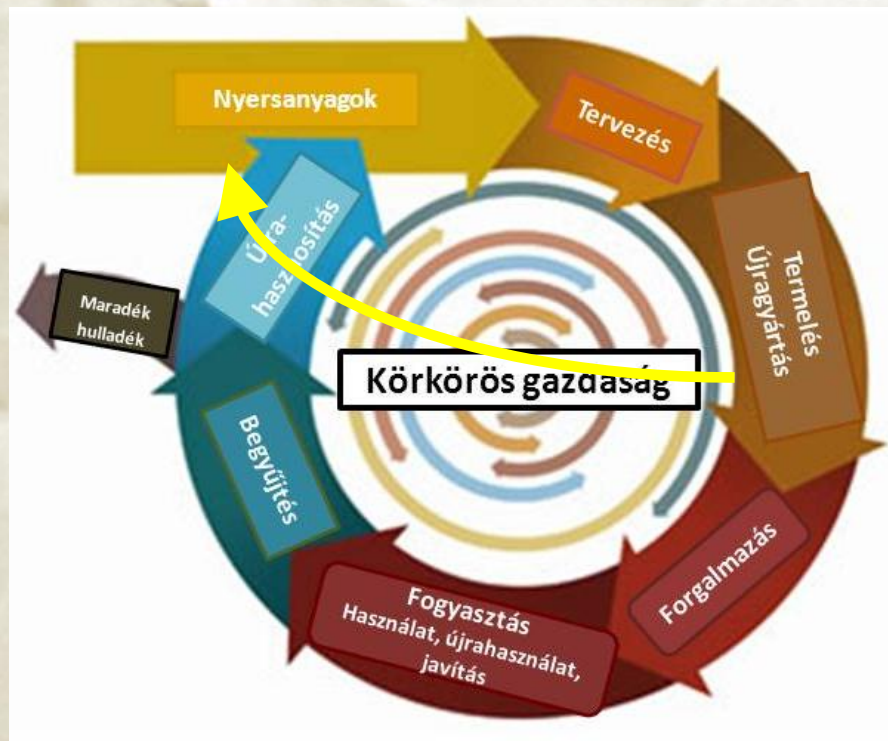 Nyersanyagok
Tervezés
Termelés
Újragyártás
Forgalmazás
Fogyasztás
Használat, újrahasználat,
javítás
Begyűjtés
Újra-
hasznosítás
Maradék
hulladék
Körkörös gazdaság